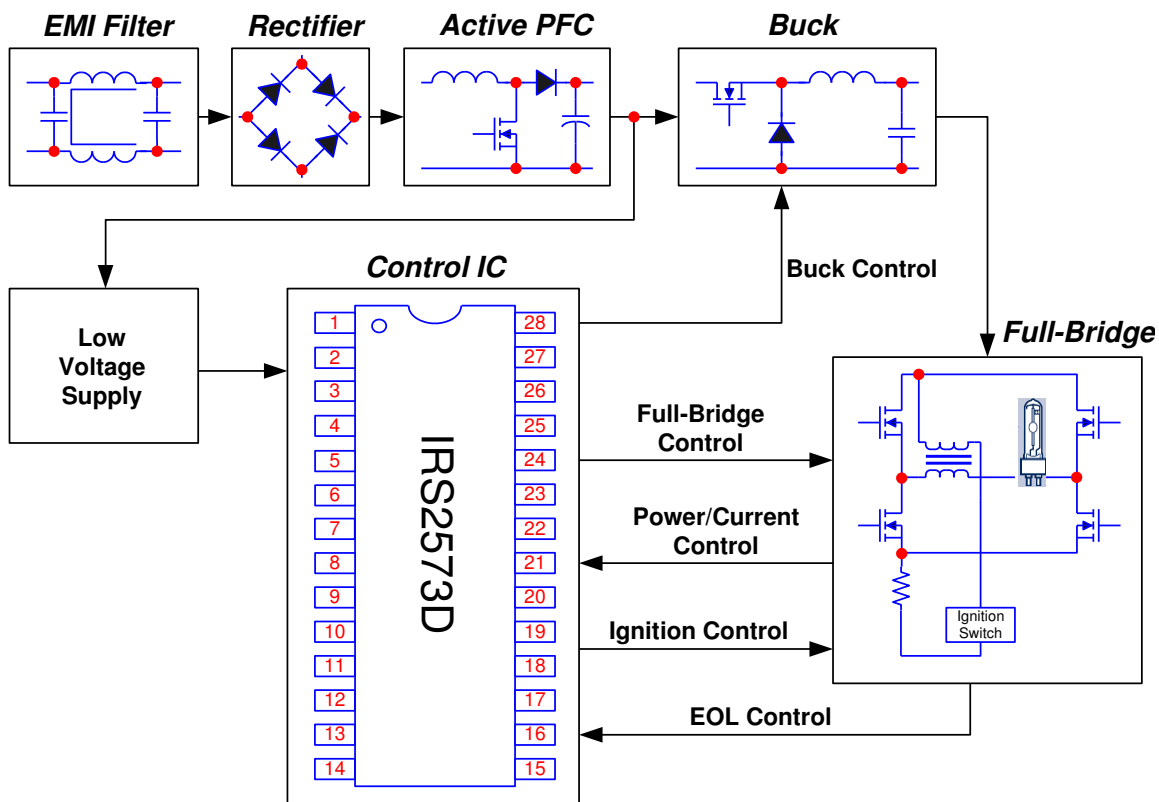 EMI Filter
Rectifier
Active PFC
Buck
Control IC
Buck Control
Full-Bridge
Low
Voltage
Supply
1
2
3
4
5
6
7
8
9
10
11
12
13
14
IRS2573D
28
27
26
25
24
23
22
21
20
19
18
17
16
15
Full-Bridge
Control
Power/Current
Control
Ignition Control
EOL Control
Ignition
Switch